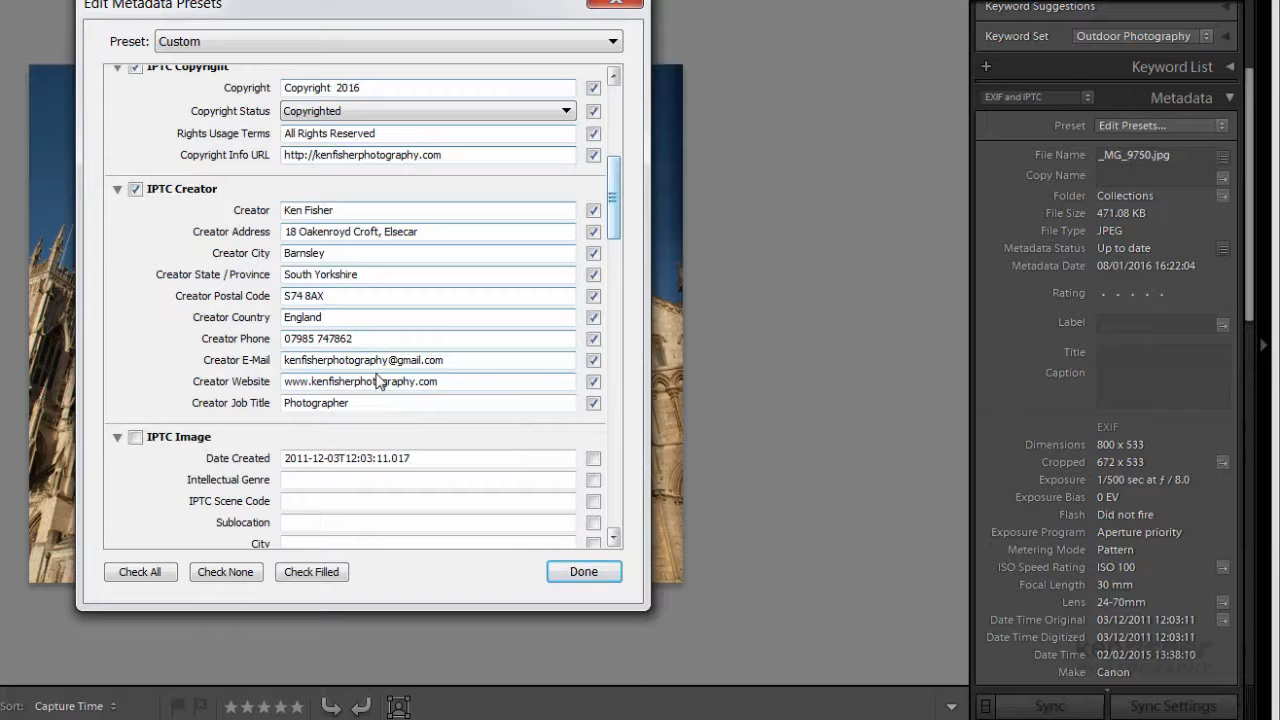 Edit Metadata Presets
Preset: Custom
IPTC Copyright
Copyright Copyright 2016
Copyright Status Copyrighted
Rights Usage Terms All Rights Reserved
Copyright Info URL http://kenfisherphotography.com
IPTC Creator
Creator Ken Fisher
Creator Address 18 Oakenroyd Croft, Elsecar
Creator City Barnsley
Creator State / Province South Yorkshire
Creator Postal Code S74 8AX
Creator Country England
Creator Phone 07985 747862
Creator E-Mail kenfisherphotography@gmail.com
Creator Website www.kenfisherphotography.com
Creator Job Title Photographer
IPTC Image
Date Created 2011-12-03T12:03:11.017
Intellectual Genre
IPTC Scene Code
Sublocation
City
Check All Check None Check Filled Done
Sort: Capture Time
Keyword Suggestions
Keyword Set Outdoor Photography
Keyword List
EXIF and IPTC Metadata
Preset Edit Presets...
File Name _MG_9750.jpg
Copy Name
Folder Collections
File Size 471.08 KB
File Type JPEG
Metadata Status Up to date
Metadata Date 08/01/2016 16:22:04
Rating
Label
Title
Caption
EXIF
Dimensions 800 x 533
Cropped 672 x 533
Exposure 1/500 sec at ƒ / 8.0
Exposure Bias 0 EV
Flash Did not fire
Exposure Program Aperture priority
Metering Mode Pattern
ISO Speed Rating ISO 100
Focal Length 30 mm
Lens 24-70mm
Date Time Original 03/12/2011 12:03:11
Date Time Digitized 03/12/2011 12:03:11
Date Time 02/02/2015 13:38:10
Make Canon
Sync Sync Settings